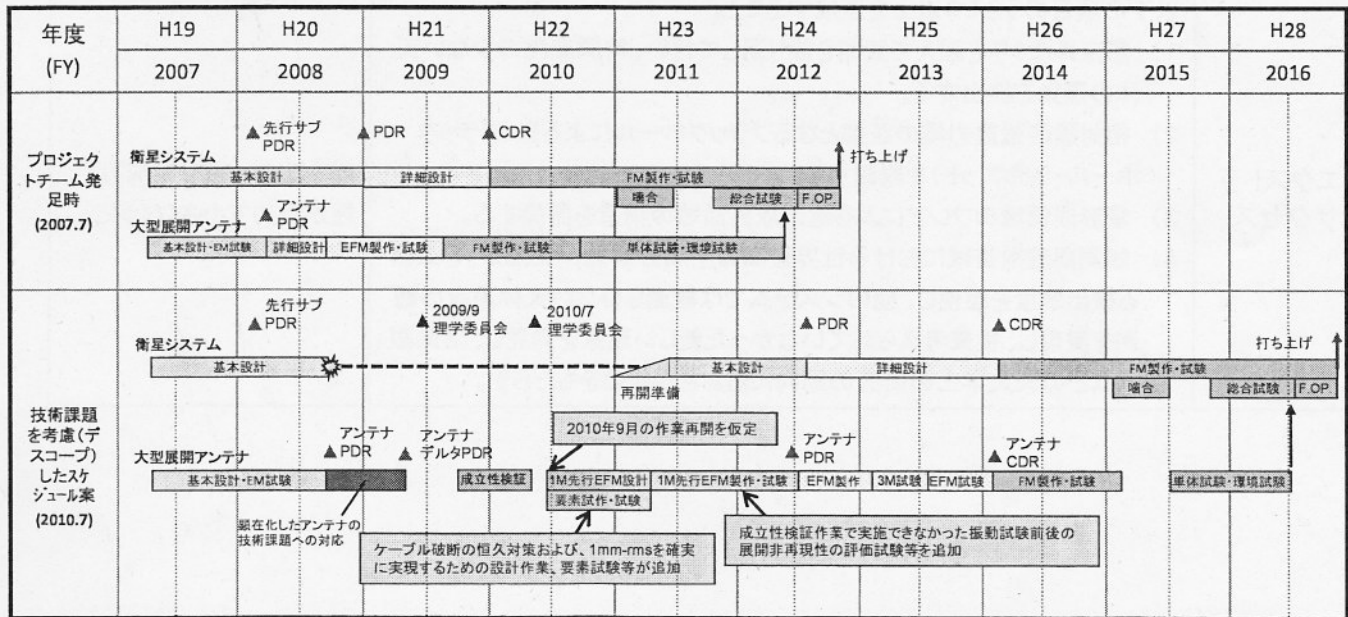 年度
(FY)
H19 H20 H21 H22 H23 H24 H25 H26 H27 H28
2007 2008 2009 2010 2011 2012 2013 2014 2015 2016
プロジェク
トチーム発
足時
(2007.7)
▲ 先行サブ
PDR
▲ PDR
▲ CDR
打ち上げ
衛星システム
基本設計 詳細設計 FM製作・試験
噛合 総合試験 F.OP.
▲ アンテナ
PDR
大型展開アンテナ
基本設計・EM試験 詳細設計 EFM製作・試験 FM製作・試験 単体試験・環境試験
技術課題
を考慮(デ
スコープ)
したスケ
ジュール案
(2010.7)
先行サブ
▲ PDR
▲ 2009/9
理学委員会
▲ 2010/7
理学委員会
▲ PDR
▲ CDR
打ち上げ
衛星システム
基本設計 基本設計 詳細設計 FM製作・試験
再開準備
噛合 総合試験 F.OP.
2010年9月の作業再開を仮定
アンテナ
▲ PDR
アンテナ
▲ デルタPDR
アンテナ
▲ PDR
アンテナ
▲ CDR
大型展開アンテナ
基本設計・EM試験 成立性検証 1M先行EFM設計 1M先行EFM製作・試験 EFM製作 3M試験 EFM試験 FM製作・試験 単体試験・環境試験
要素試作・試験
顕在化したアンテナの
技術課題への対応
ケーブル破断の恒久対策および、1mm-rmsを確実
に実現するための設計作業、要素試験等が追加
成立性検証作業で実施できなかった振動試験前後の
展開非再現性の評価試験等を追加